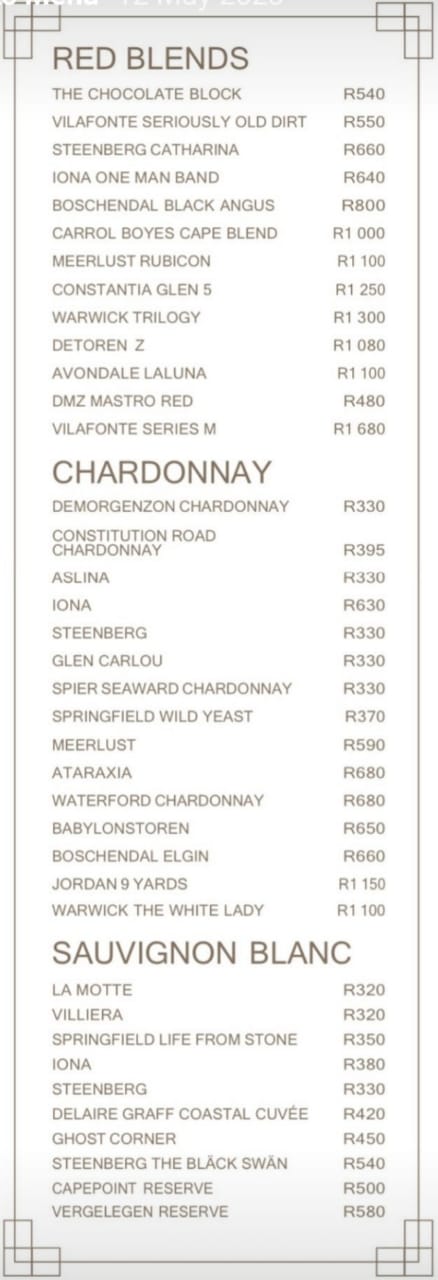 menu 12 May 2023
RED BLENDS
THE CHOCOLATE BLOCK R540
VILAFONTE SERIOUSLY OLD DIRT R550
STEENBERG CATHARINA R660
IONA ONE MAN BAND R640
BOSCHENDAL BLACK ANGUS R800
CARROL BOYES CAPE BLEND R1 000
MEERLUST RUBICON R1 100
CONSTANTIA GLEN 5 R1 250
WARWICK TRILOGY R1 300
DETOREN Z R1 080
AVONDALE LALUNA R1 100
DMZ MASTRO RED R480
VILAFONTE SERIES M R1 680
CHARDONNAY
DEMORGENZON CHARDONNAY R330
CONSTITUTION ROAD
CHARDONNAY R395
ASLINA R330
IONA R630
STEENBERG R330
GLEN CARLOU R330
SPIER SEAWARD CHARDONNAY R330
SPRINGFIELD WILD YEAST R370
MEERLUST R590
ATARAXIA R680
WATERFORD CHARDONNAY R680
BABYLONSTOREN R650
BOSCHENDAL ELGIN R660
JORDAN 9 YARDS R1 150
WARWICK THE WHITE LADY R1 100
SAUVIGNON BLANC
LA MOTTE R320
VILLIERA R320
SPRINGFIELD LIFE FROM STONE R350
IONA R380
STEENBERG R330
DELAIRE GRAFF COASTAL CUVÉE R420
GHOST CORNER R450
STEENBERG THE BLÄCK SWÄN R540
CAPEPOINT RESERVE R500
VERGELEGEN RESERVE R580